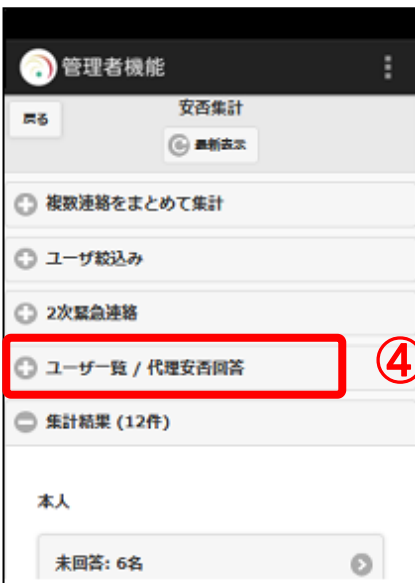 管理者機能
戻る
安否集計
最新表示
複数連絡をまとめて集計
ユーザ絞込み
2次緊急連絡
ユーザー覧 / 代理安否回答
④
集計結果 (12件)
本人
未回答: 6名